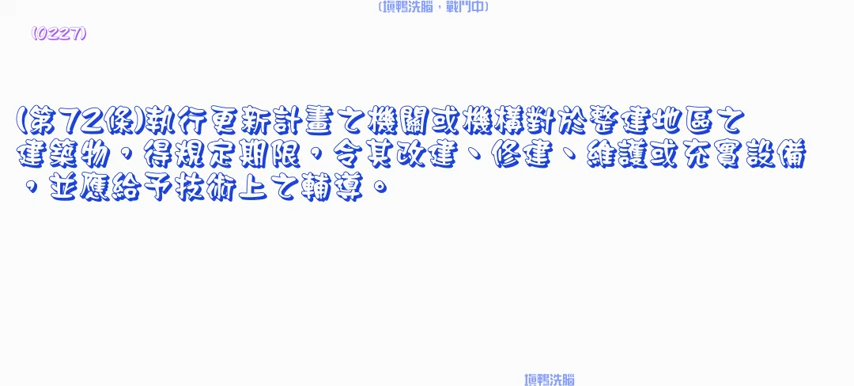 (填鴨洗腦，戰鬥中)
(0227)
(第72條)執行更新計畫之機關或機構對於整建地區之
建築物，得規定期限，令其改建、修建、維護或充實設備
，並應給予技術上之輔導。
填鴨洗腦